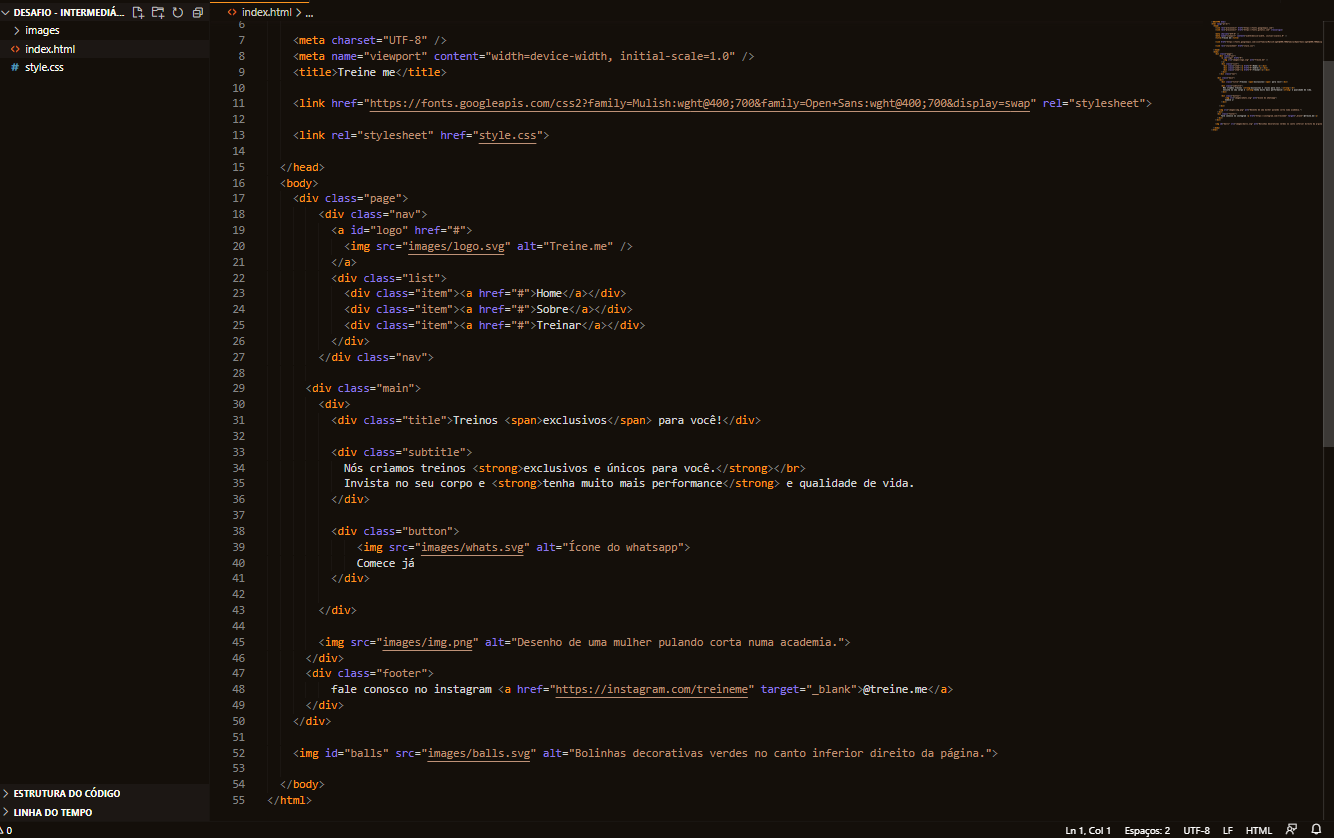 DESAFIO - INTERMEDIÁ...
images
index.html
style.css
ESTRUTURA DO CÓDIGO
LINHA DO TEMPO
0
index.html > ...
6
7 <meta charset="UTF-8" />
8 <meta name="viewport" content="width=device-width, initial-scale=1.0" />
9 <title>Treine me</title>
10
11 <link href="https://fonts.googleapis.com/css2?family=Mulish:wght@400;700&family=Open+Sans:wght@400;700&display=swap" rel="stylesheet">
12
13 <link rel="stylesheet" href="style.css">
14
15 </head>
16 <body>
17 <div class="page">
18 <div class="nav">
19 <a id="logo" href="#">
20 <img src="images/logo.svg" alt="Treine.me" />
21 </a>
22 <div class="list">
23 <div class="item"><a href="#">Home</a></div>
24 <div class="item"><a href="#">Sobre</a></div>
25 <div class="item"><a href="#">Treinar</a></div>
26 </div>
27 </div class="nav">
28
29 <div class="main">
30 <div>
31 <div class="title">Treinos <span>exclusivos</span> para você!</div>
32
33 <div class="subtitle">
34 Nós criamos treinos <strong>exclusivos e únicos para você.</strong></br>
35 Invista no seu corpo e <strong>tenha muito mais performance</strong> e qualidade de vida.
36 </div>
37
38 <div class="button">
39 <img src="images/whats.svg" alt="Ícone do whatsapp">
40 Comece já
41 </div>
42
43 </div>
44
45 <img src="images/img.png" alt="Desenho de uma mulher pulando corta numa academia.">
46 </div>
47 <div class="footer">
48 fale conosco no instagram <a href="https://instagram.com/treineme" target="_blank">@treine.me</a>
49 </div>
50 </div>
51
52 <img id="balls" src="images/balls.svg" alt="Bolinhas decorativas verdes no canto inferior direito da página.">
53
54 </body>
55 </html>
Ln 1, Col 1 Espaços: 2 UTF-8 LF HTML